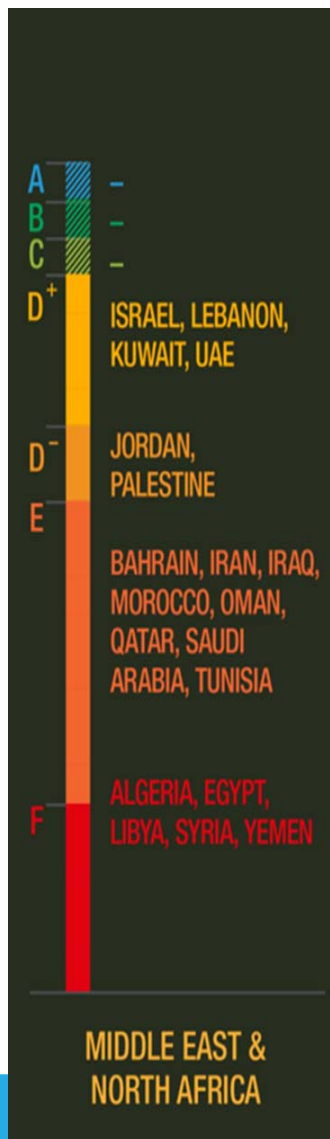 A –
B –
C –
D+
ISRAEL, LEBANON,
KUWAIT, UAE
D-
JORDAN,
PALESTINE
E
BAHRAIN, IRAN, IRAQ,
MOROCCO, OMAN,
QATAR, SAUDI
ARABIA, TUNISIA
F
ALGERIA, EGYPT,
LIBYA, SYRIA, YEMEN
MIDDLE EAST &
NORTH AFRICA